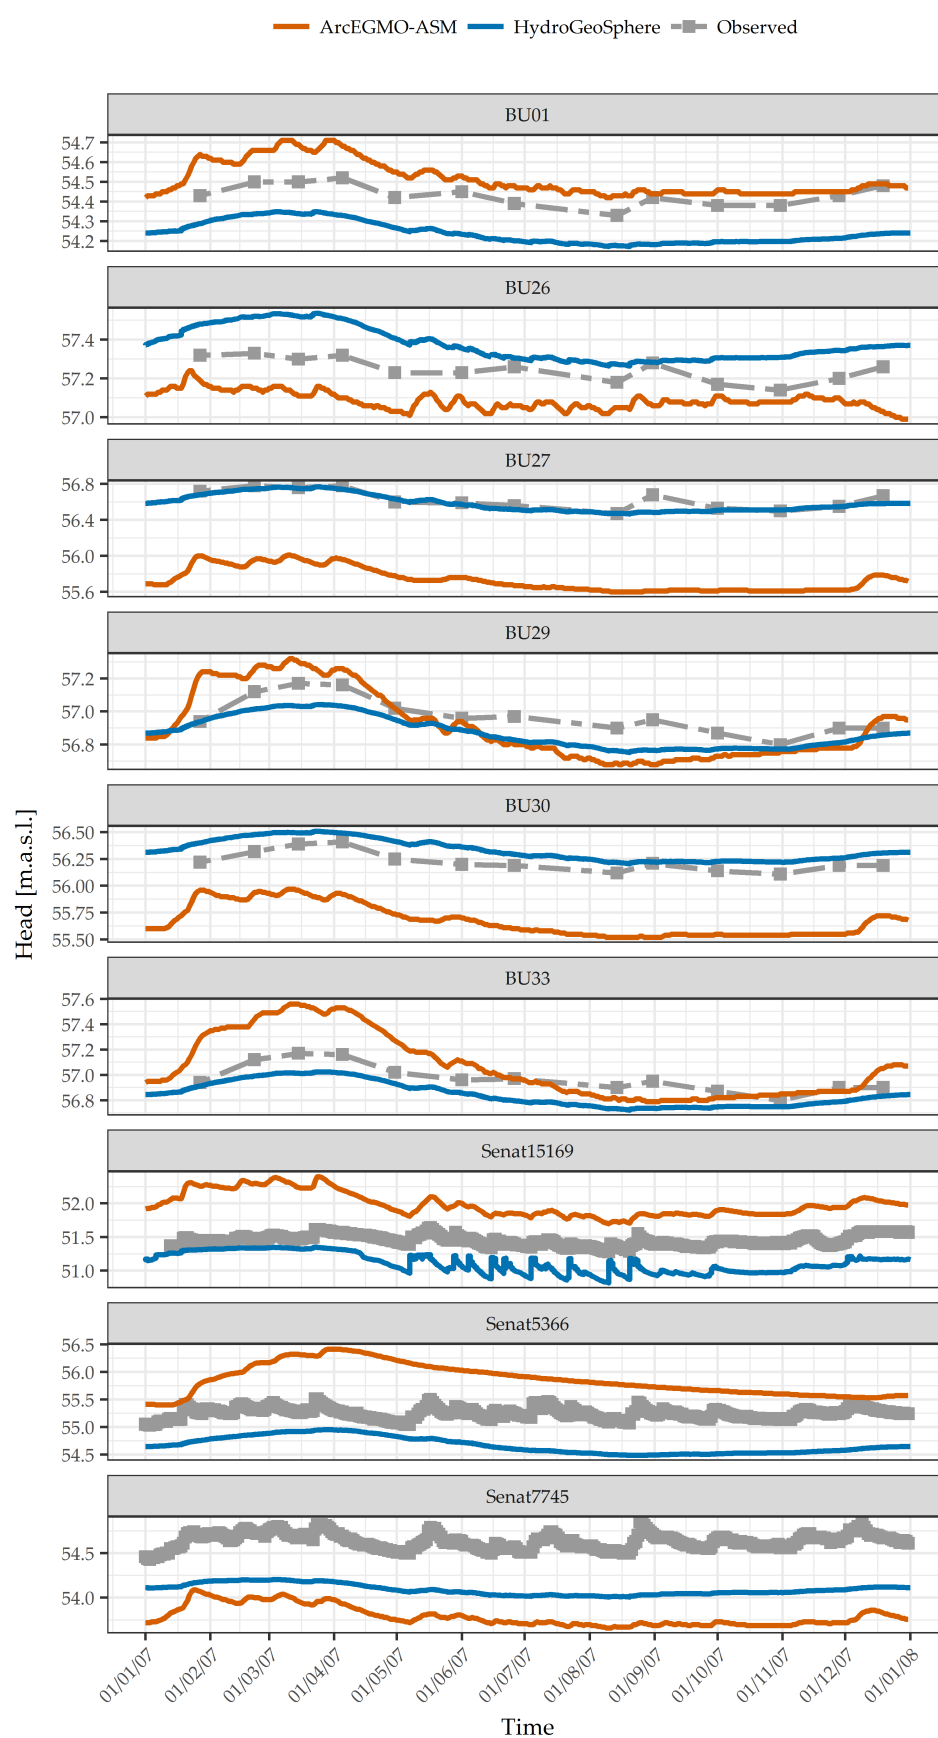 ArcEGMO-ASM HydroGeoSphere Observed
BU01
54.7
54.6
54.5
54.4
54.3
54.2
BU26
57.4
57.2
57.0
BU27
56.8
56.4
56.0
55.6
BU29
57.2
57.0
56.8
BU30
56.50
56.25
56.00
55.75
55.50
BU33
57.6
57.4
57.2
57.0
56.8
Senat15169
52.0
51.5
51.0
Senat5366
56.5
56.0
55.5
55.0
54.5
Senat7745
54.5
54.0
Head [m.a.s.l.]
01/01/07 01/02/07 01/03/07 01/04/07 01/05/07 01/06/07 01/07/07 01/08/07 01/09/07 01/10/07 01/11/07 01/12/07 01/01/08
Time